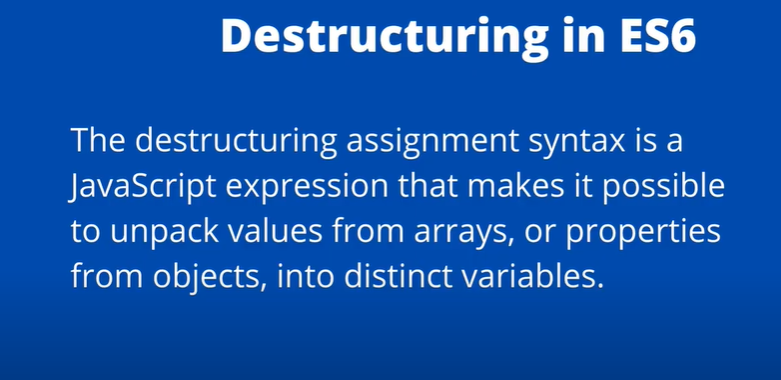 Destructuring in ES6
The destructuring assignment syntax is a
JavaScript expression that makes it possible
to unpack values from arrays, or properties
from objects, into distinct variables.